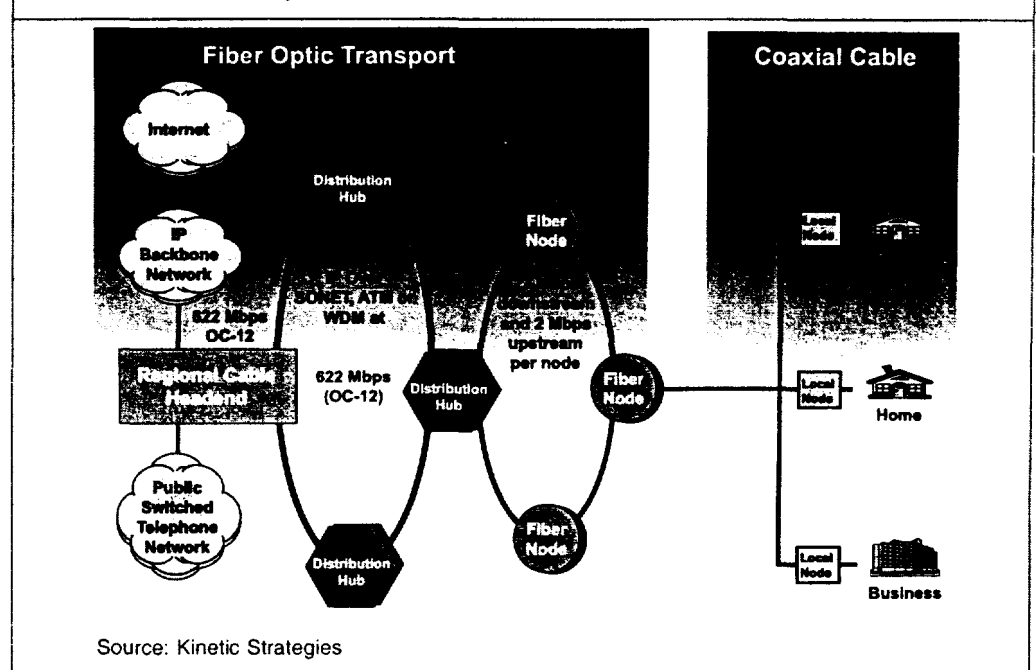 Fiber Optic Transport
Coaxial Cable
Internet
Distribution
Hub
Fiber
Node
Local
Node
IP
Backbone
Network
622 Mbps
OC-12
SONET, ATM or
WDM at
622 Mbps
(OC-12)
downstream
and 2 Mbps
upstream
per node
Regional Cable
Headend
Distribution
Hub
Fiber
Node
Local
Node
Home
Public
Switched
Telephone
Network
Distribution
Hub
Fiber
Node
Local
Node
Business
Source: Kinetic Strategies